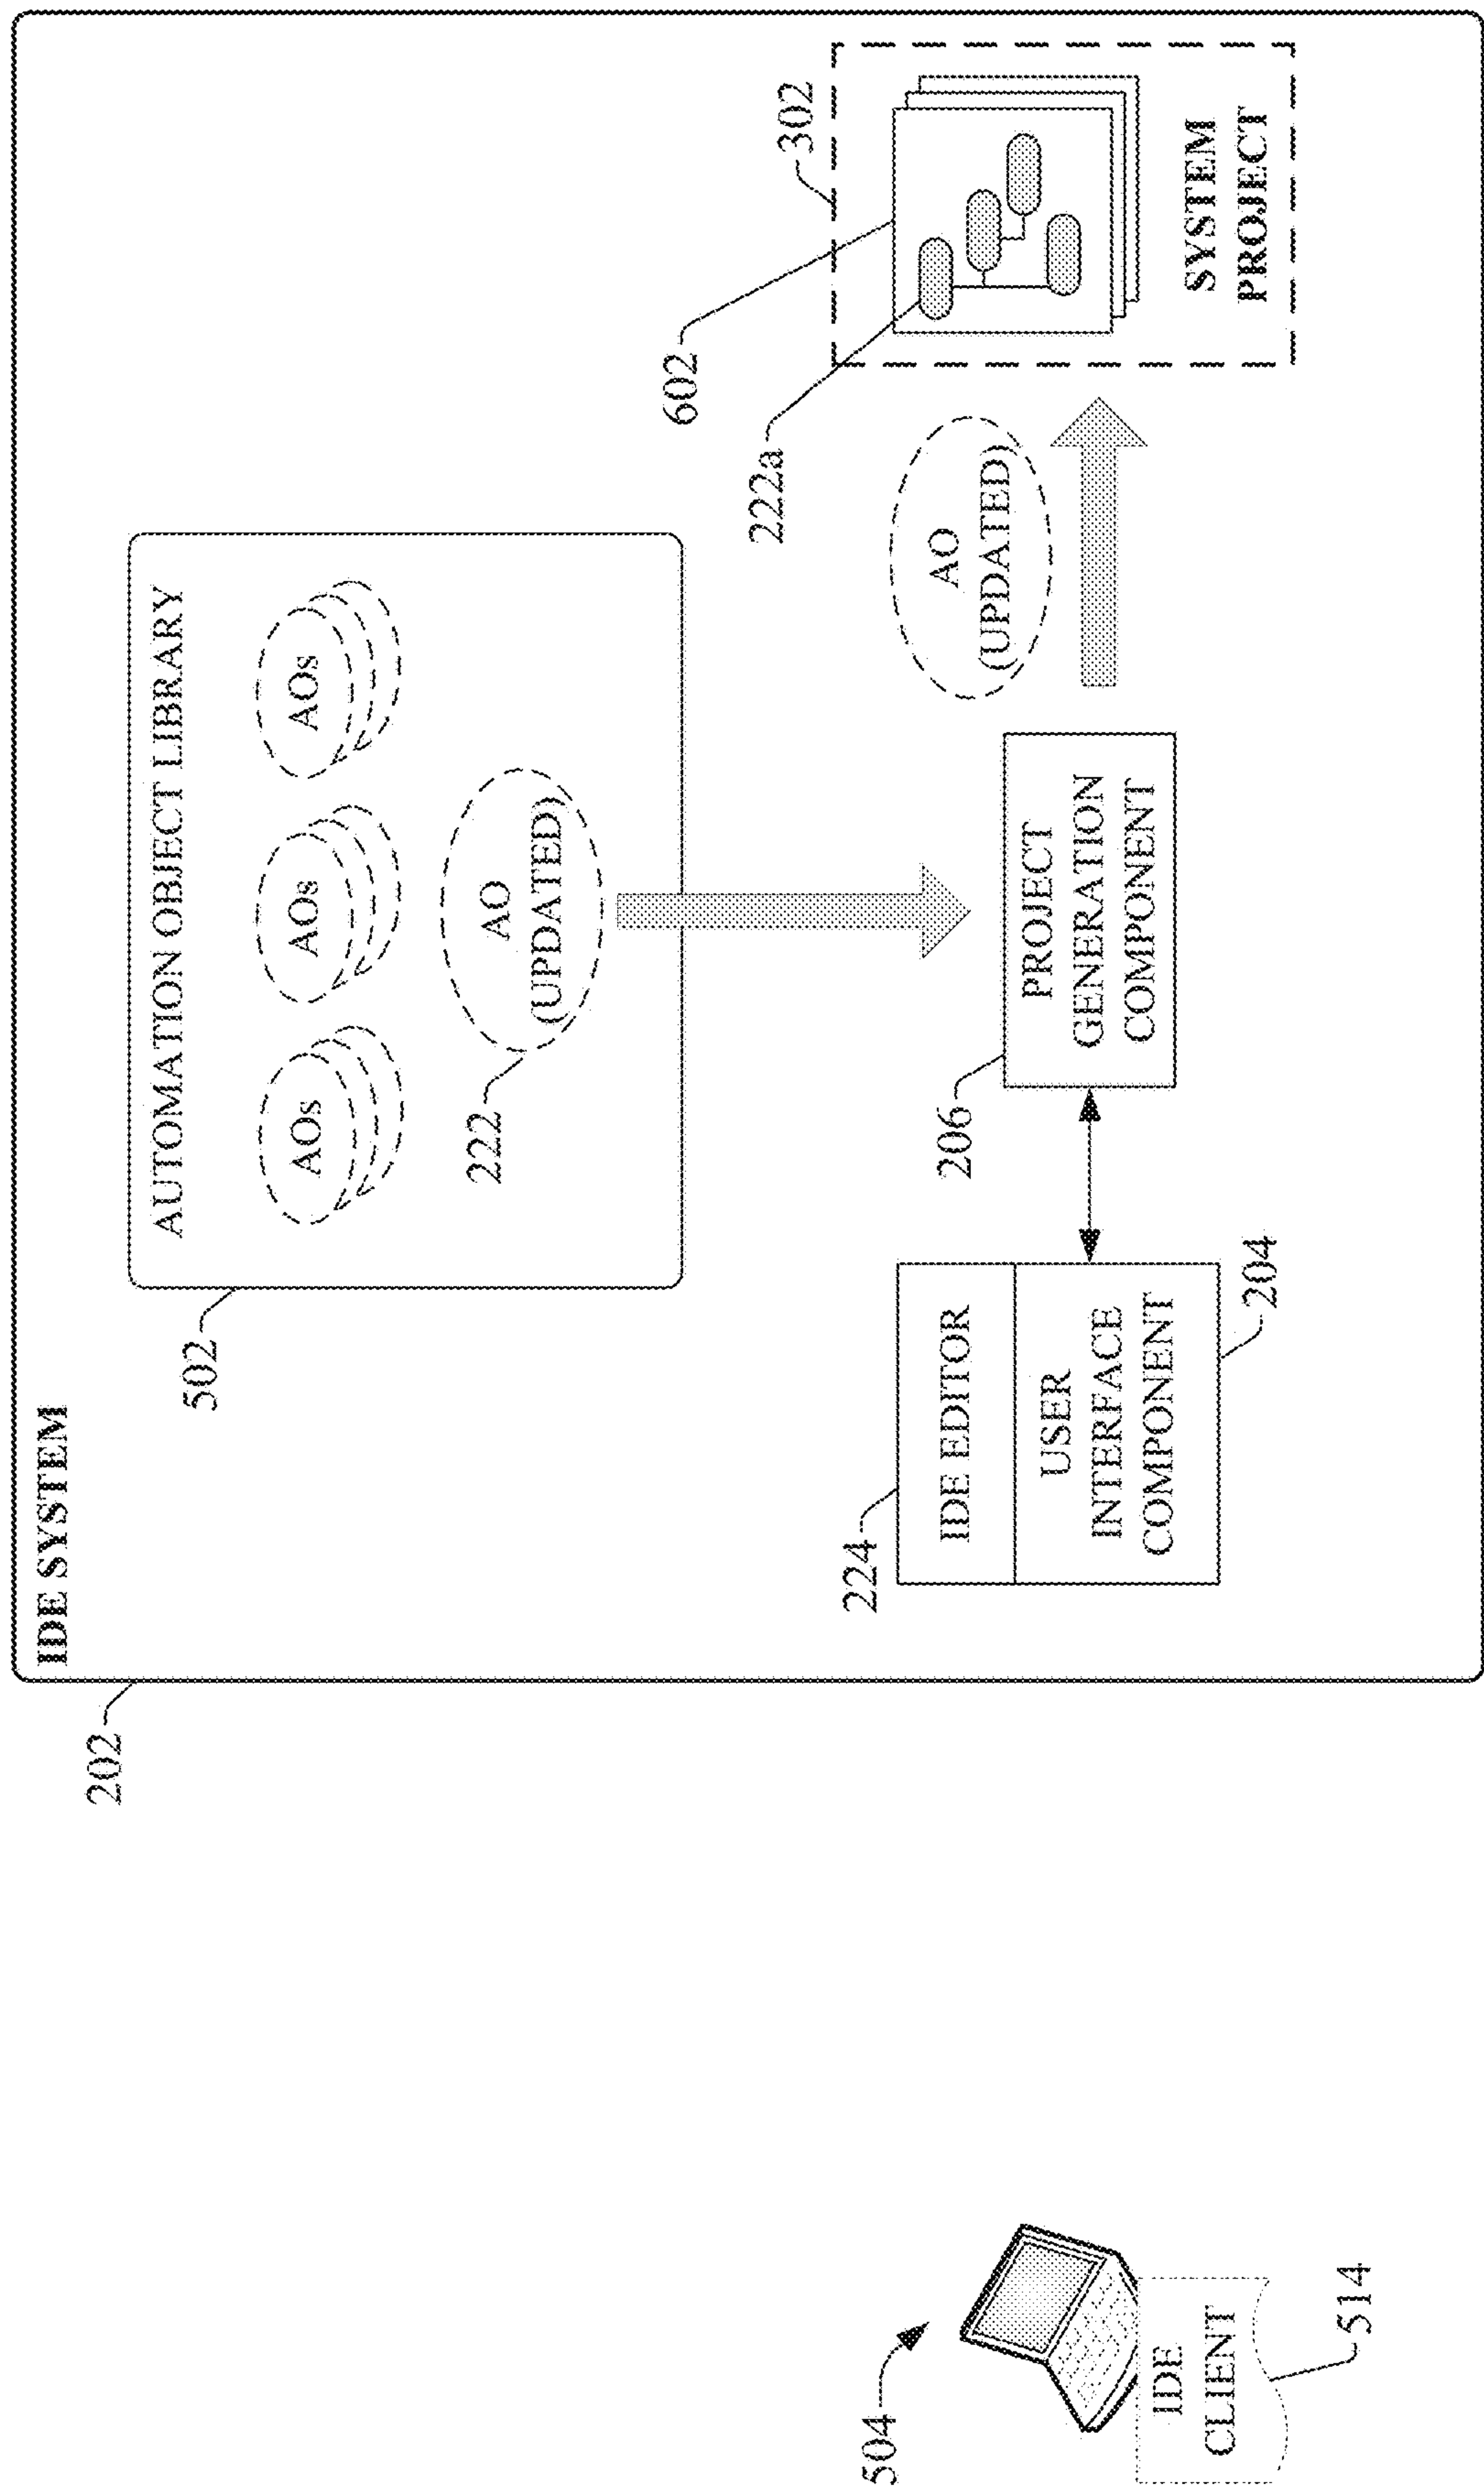 IDE SYSTEM
202
502
AUTOMATION OBJECT LIBRARY
AOs
AOs
AOs
AO
(UPDATED)
222
224
IDE EDITOR
USER
INTERFACE
COMPONENT
204
206
PROJECT
GENERATION
COMPONENT
AO
(UPDATED)
602
222a
302
SYSTEM
PROJECT
504
IDE
CLIENT
514